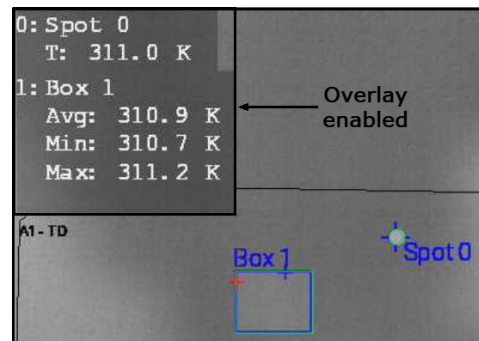 0:Spot 0
T: 311.0 K
1:Box 1
Avg: 310.9 K
Min: 310.7 K
Max: 311.2 K
Overlay
enabled
A1-TD
Box 1
Spot 0